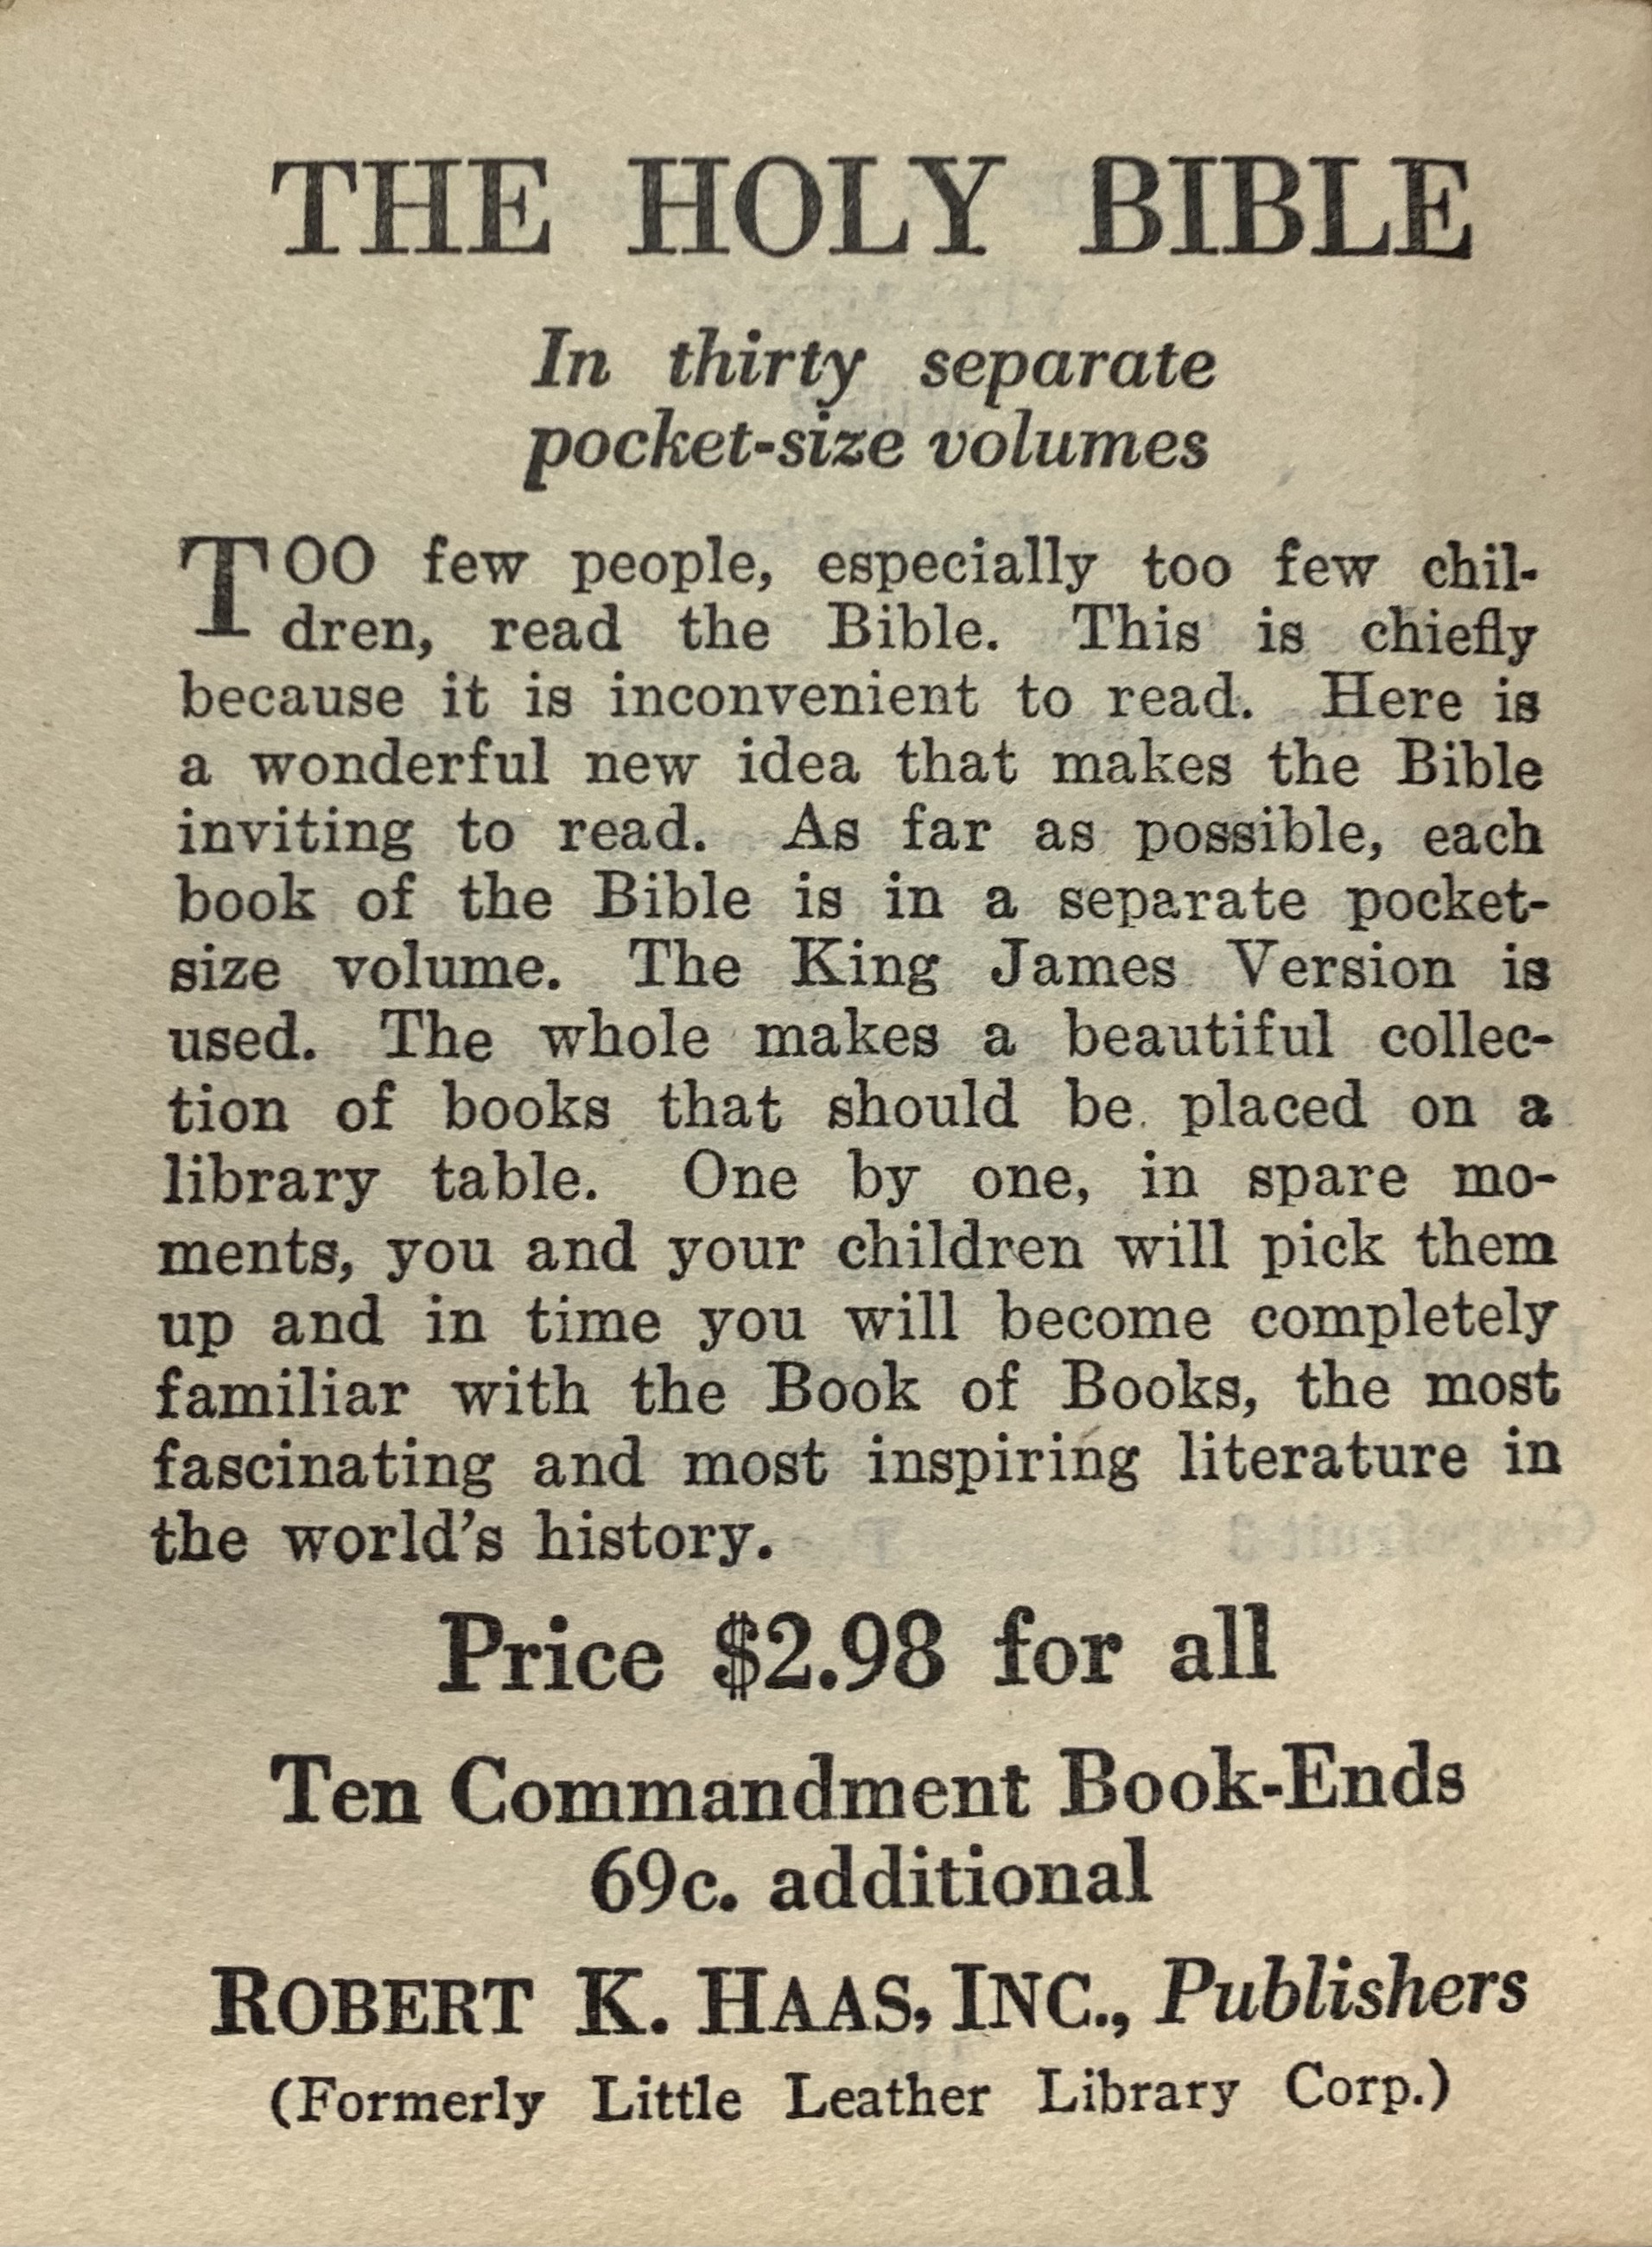 THE HOLY BIBLE
In thirty separate
pocket-size volumes
TOO few people, especially too few chil-
dren, read the Bible. This is chiefly
because it is inconvenient to read. Here is
a wonderful new idea that makes the Bible
inviting to read. As far as possible, each
book of the Bible is in a separate pocket-
size volume. The King James Version is
used. The whole makes a beautiful collec-
tion of books that should be placed on a
library table. One by one, in spare mo-
ments, you and your children will pick them
up and in time you will become completely
familiar with the Book of Books, the most
fascinating and most inspiring literature in
the world's history.
Price $2.98 for all
Ten Commandment Book-Ends
69c. additional
ROBERT K. HAAS, INC., Publishers
(Formerly Little Leather Library Corp.)